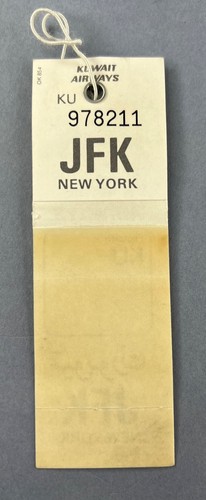 KUWAIT
AIRWAYS
KU
978211
JFK
NEW YORK